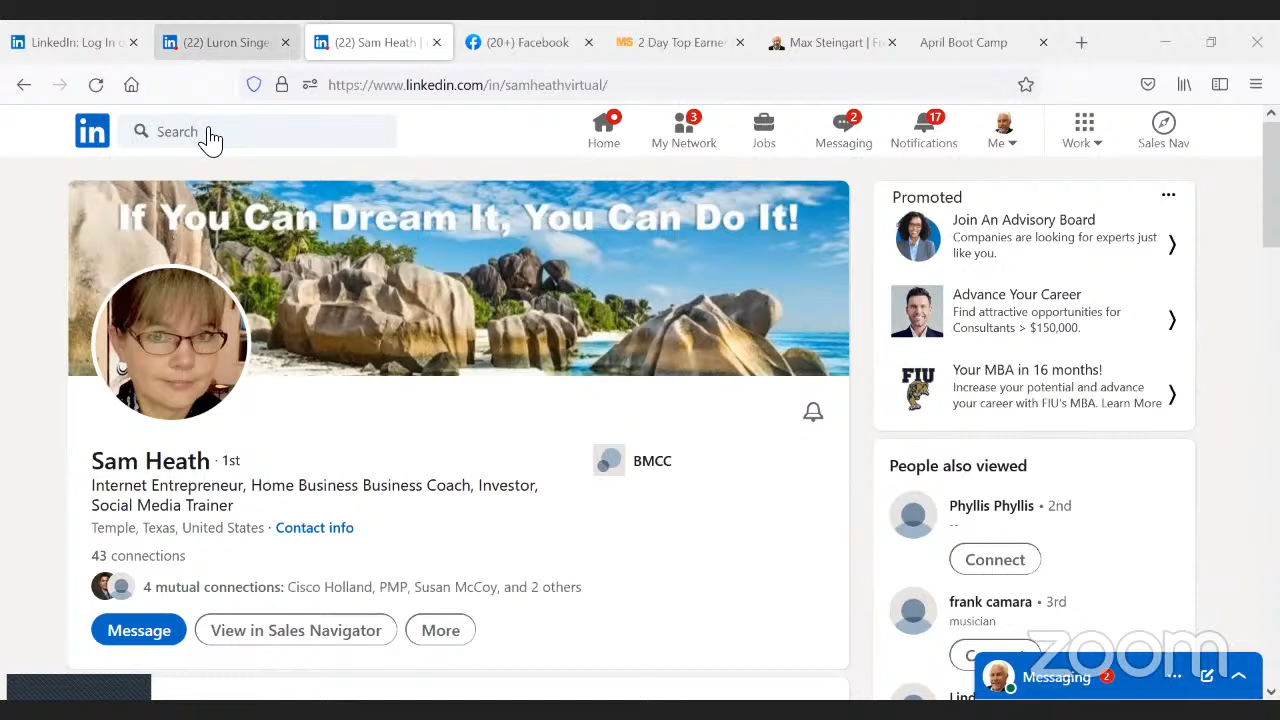 LinkedIn: Log In o
(22) Luron Singe
(22) Sam Heath |
(20+) Facebook
MS 2 Day Top Earne
Max Steingart | F
April Boot Camp
https://www.linkedin.com/in/samheathvirtual/
in Search
Home
3 My Network
Jobs
2 Messaging
17 Notifications
Me
Work
Sales Nav
If You Can Dream It, You Can Do It!
Sam Heath · 1st
Internet Entrepreneur, Home Business Business Coach, Investor,
Social Media Trainer
Temple, Texas, United States · Contact info
43 connections
4 mutual connections: Cisco Holland, PMP, Susan McCoy, and 2 others
Message View in Sales Navigator More
BMCC
Promoted
Join An Advisory Board
Companies are looking for experts just
like you.
Advance Your Career
Find attractive opportunities for
Consultants > $150,000.
FIU
Your MBA in 16 months!
Increase your potential and advance
your career with FIU's MBA. Learn More
People also viewed
Phyllis Phyllis • 2nd
--
Connect
frank camara • 3rd
musician
zoom
Messaging 2